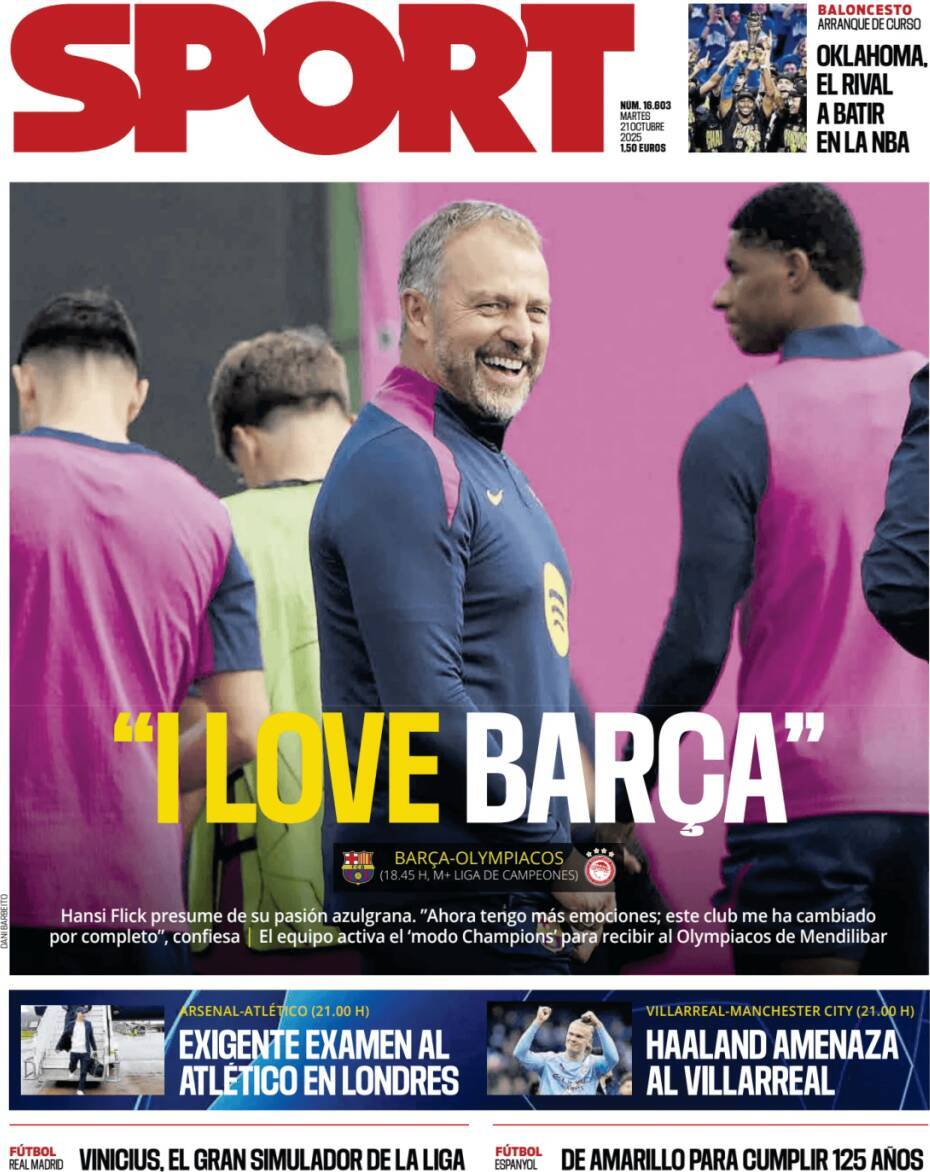 SPORT
NÚM. 16.603
MARTES
21 OCTUBRE
2025
1,50 EUROS
BALONCESTO
ARRANQUE DE CURSO
OKLAHOMA,
EL RIVAL
A BATIR
EN LA NBA
“I LOVE BARÇA”
BARÇA-OLYMPIACOS
(18.45 H, M+ LIGA DE CAMPEONES)
DANI BARBEITO
Hansi Flick presume de su pasión azulgrana. ”Ahora tengo más emociones; este club me ha cambiado
por completo”, confiesa | El equipo activa el ‘modo Champions’ para recibir al Olympiacos de Mendilibar
ARSENAL-ATLÉTICO (21.00 H)
EXIGENTE EXAMEN AL
ATLÉTICO EN LONDRES
VILLARREAL-MANCHESTER CITY (21.00 H)
HAALAND AMENAZA
AL VILLARREAL
FÚTBOL
REAL MADRID
VINICIUS, EL GRAN SIMULADOR DE LA LIGA
FÚTBOL
ESPANYOL
DE AMARILLO PARA CUMPLIR 125 AÑOS